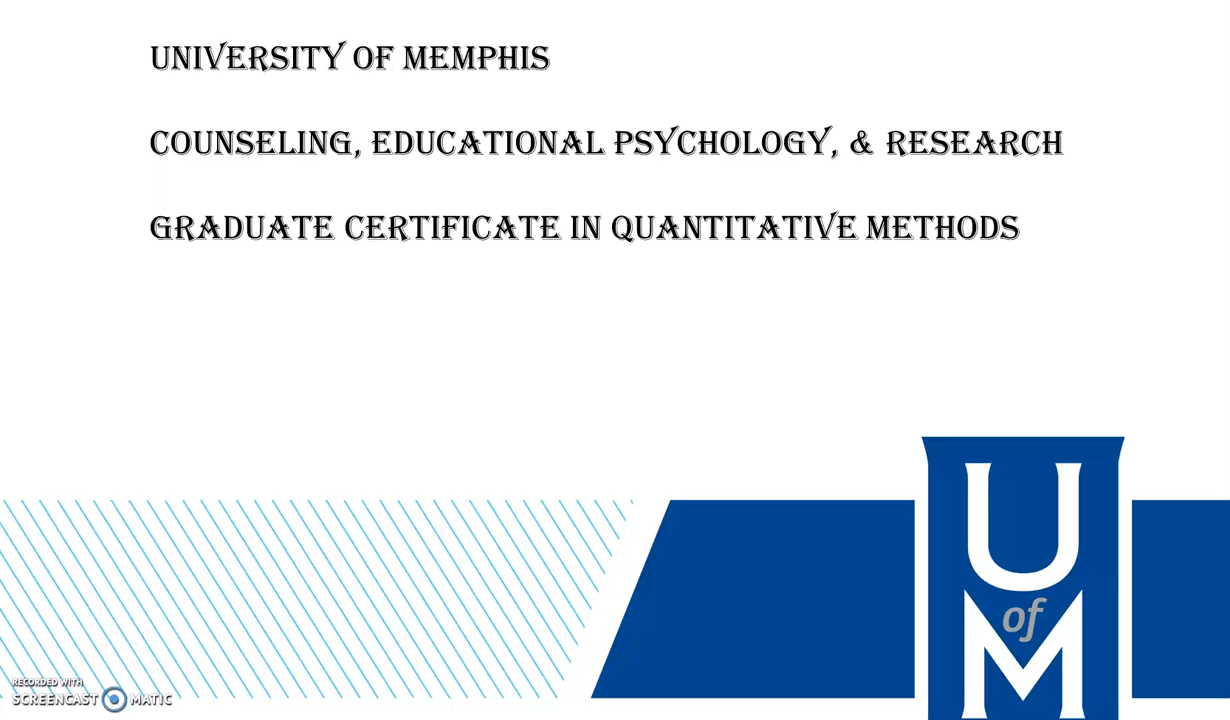 UNIVERSITY OF MEMPHIS
COUNSELING, EDUCATIONAL PSYCHOLOGY, & RESEARCH
GRADUATE CERTIFICATE IN QUANTITATIVE METHODS
U
of
M
RECORDED WITH
SCREENCAST MATIC